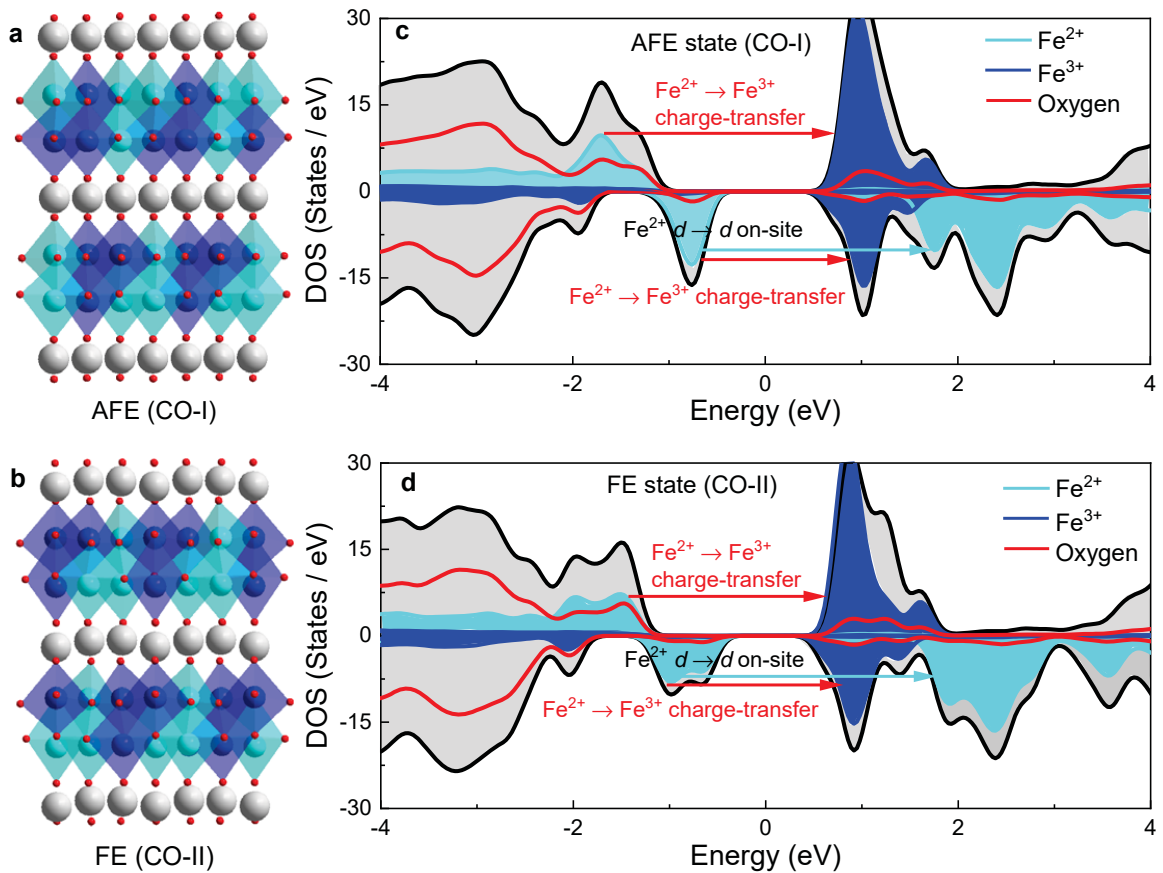 a
AFE (CO-I)
b
FE (CO-II)
c
AFE state (CO-I)
Fe²⁺
Fe³⁺
Oxygen
Fe²⁺ → Fe³⁺
charge-transfer
Fe²⁺ d → d on-site
Fe²⁺ → Fe³⁺ charge-transfer
DOS (States / eV)
30
15
0
-15
-30
-4
-2
0
2
4
Energy (eV)
d
FE state (CO-II)
Fe²⁺
Fe³⁺
Oxygen
Fe²⁺ → Fe³⁺
charge-transfer
Fe²⁺ d → d on-site
Fe²⁺ → Fe³⁺ charge-transfer
DOS (States / eV)
30
15
0
-15
-30
-4
-2
0
2
4
Energy (eV)